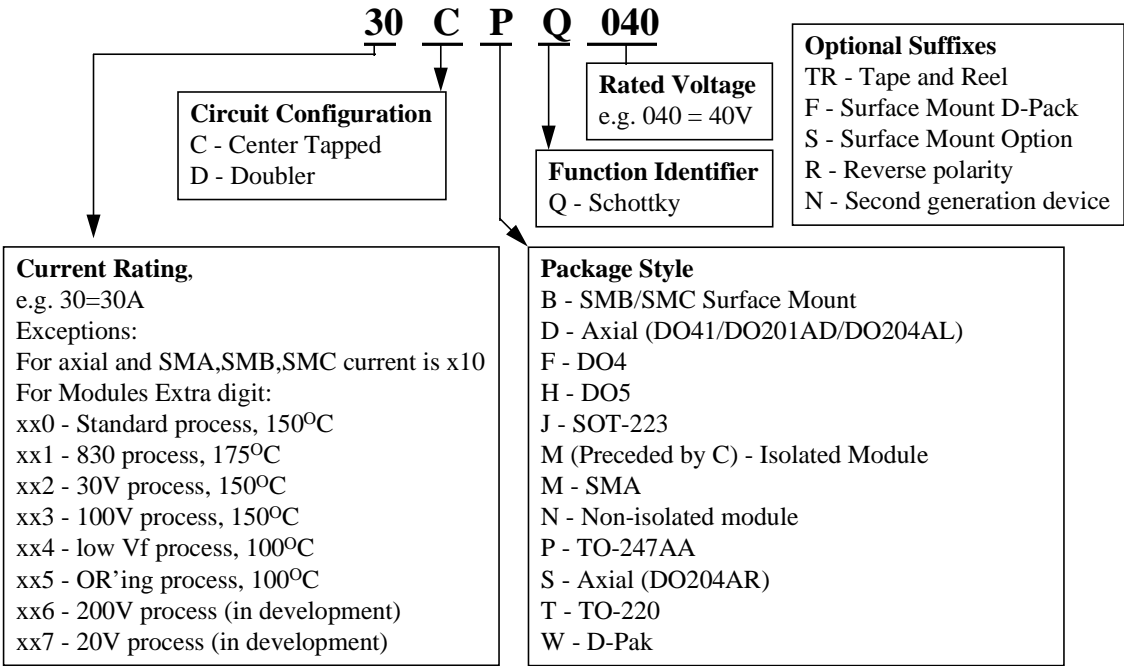 30 C P Q 040
Circuit Configuration
C - Center Tapped
D - Doubler
Rated Voltage
e.g. 040 = 40V
Function Identifier
Q - Schottky
Optional Suffixes
TR - Tape and Reel
F - Surface Mount D-Pack
S - Surface Mount Option
R - Reverse polarity
N - Second generation device
Current Rating,
e.g. 30=30A
Exceptions:
For axial and SMA,SMB,SMC current is x10
For Modules Extra digit:
xx0 - Standard process, 150ºC
xx1 - 830 process, 175ºC
xx2 - 30V process, 150ºC
xx3 - 100V process, 150ºC
xx4 - low Vf process, 100ºC
xx5 - OR’ing process, 100ºC
xx6 - 200V process (in development)
xx7 - 20V process (in development)
Package Style
B - SMB/SMC Surface Mount
D - Axial (DO41/DO201AD/DO204AL)
F - DO4
H - DO5
J - SOT-223
M (Preceded by C) - Isolated Module
M - SMA
N - Non-isolated module
P - TO-247AA
S - Axial (DO204AR)
T - TO-220
W - D-Pak